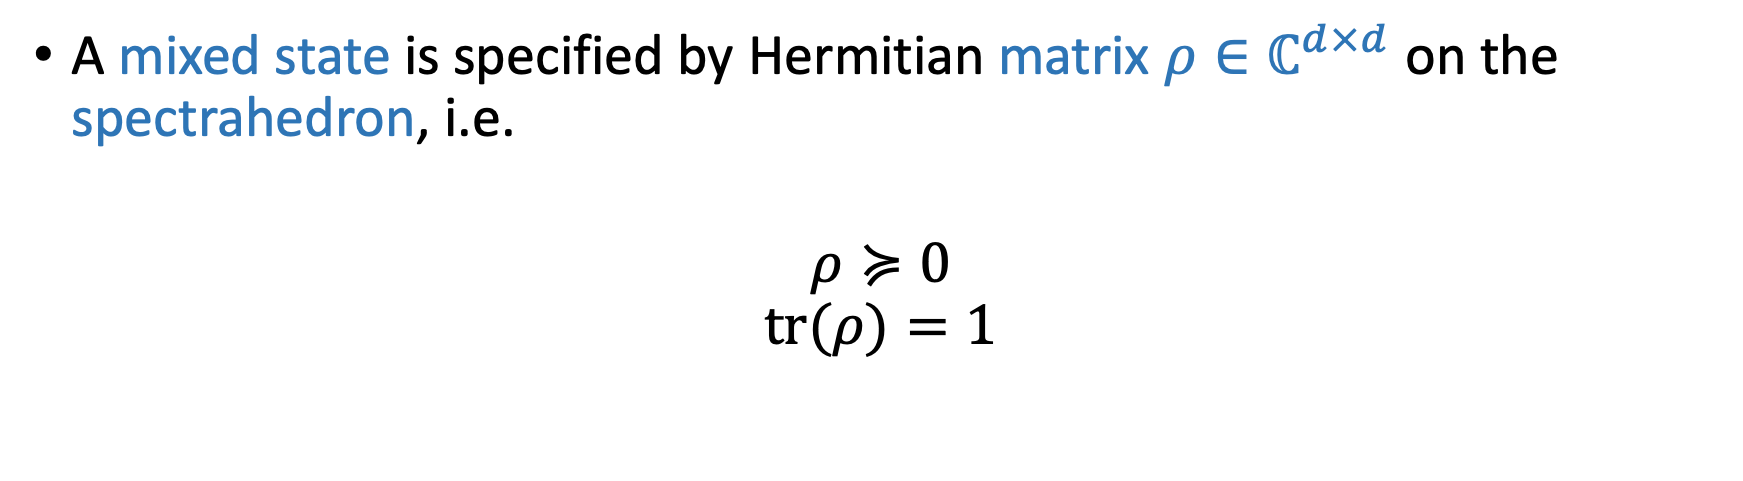 • A mixed state is specified by Hermitian matrix 𝜌 ∈ ℂ^{d×d} on the
spectrahedron, i.e.
𝜌 ≽ 0
tr(𝜌) = 1